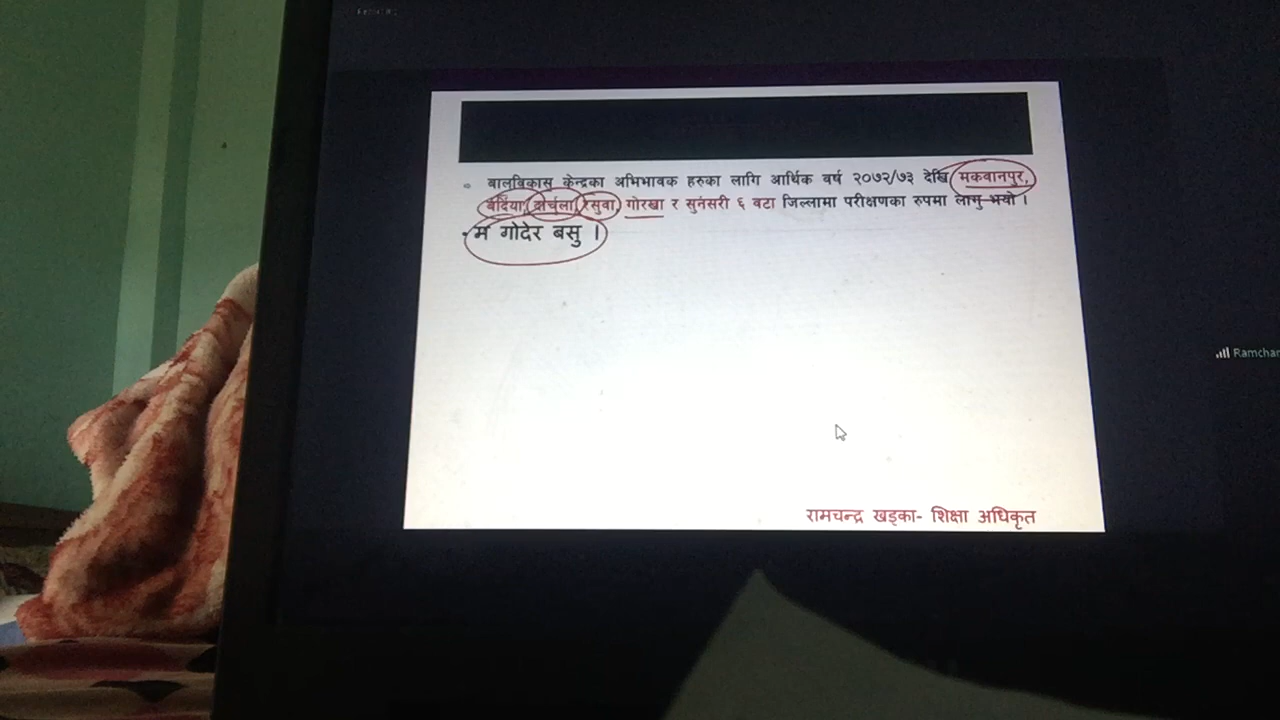 बालविकास केन्द्रका अभिभावक हरुका लागि आर्थिक वर्ष २०७२/७३ देखि मकवानपुर,
बर्दिया, दार्चुला, रसुवा गोरखा र सुनसरी ६ वटा जिल्लामा परीक्षणका रुपमा लागु भयो ।
म गोदेर बसु ।
रामचन्द्र खड्का- शिक्षा अधिकृत